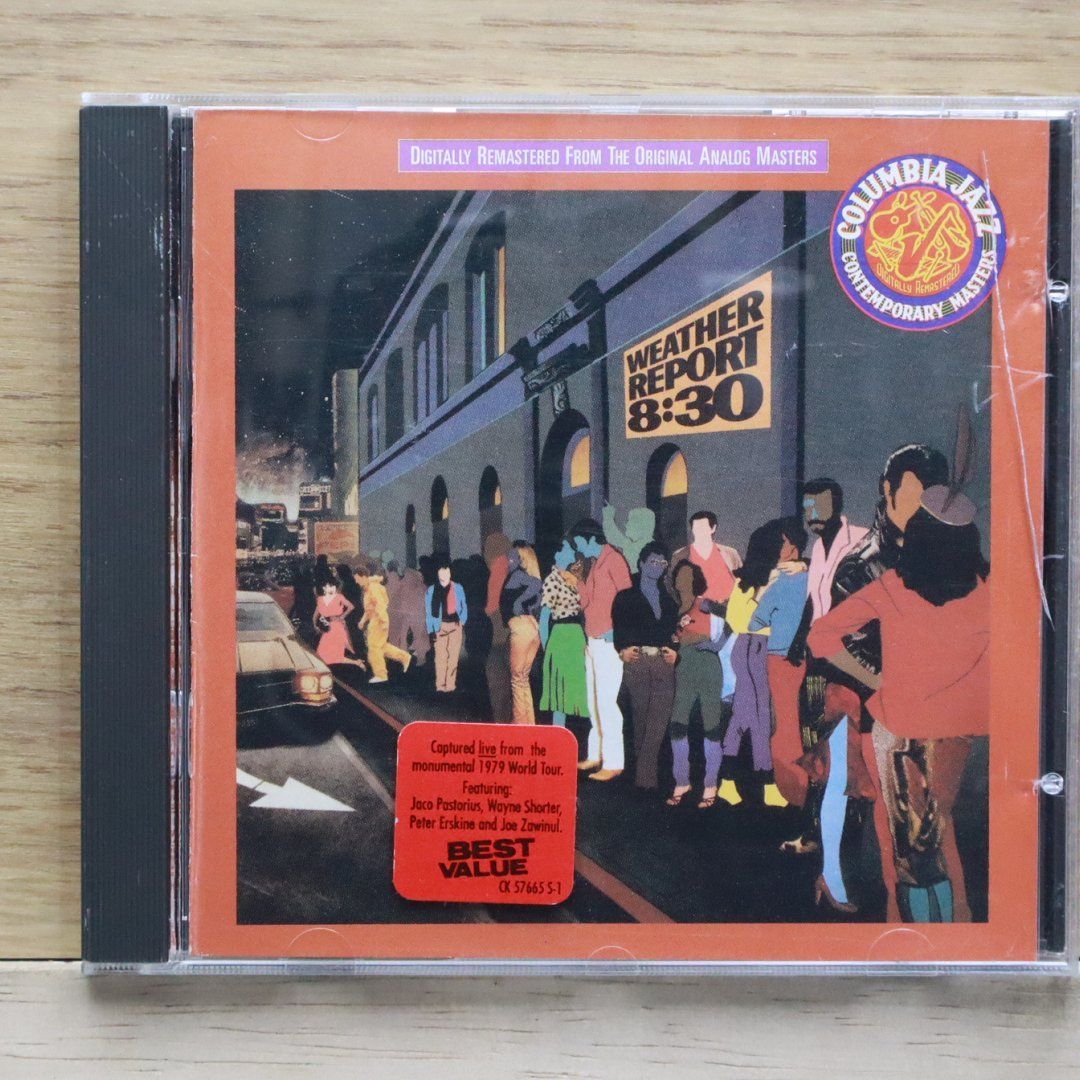 DIGITALLY REMASTERED FROM THE ORIGINAL ANALOG MASTERS
COLUMBIA JAZZ
DIGITALLY REMASTERED
CONTEMPORARY MASTERS
WEATHER
REPORT
8:30
Captured live from the
monumental 1979 World Tour.
Featuring:
Jaco Pastorius, Wayne Shorter,
Peter Erskine and Joe Zawinul.
BEST
VALUE
CK 57665 S-1